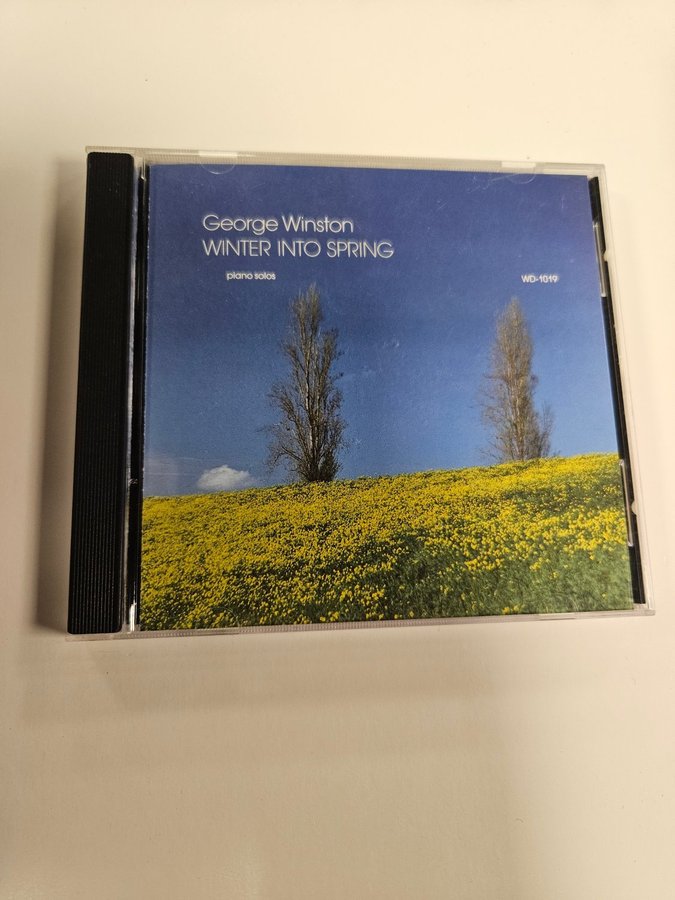 George Winston
WINTER INTO SPRING
piano solos
WD-1019